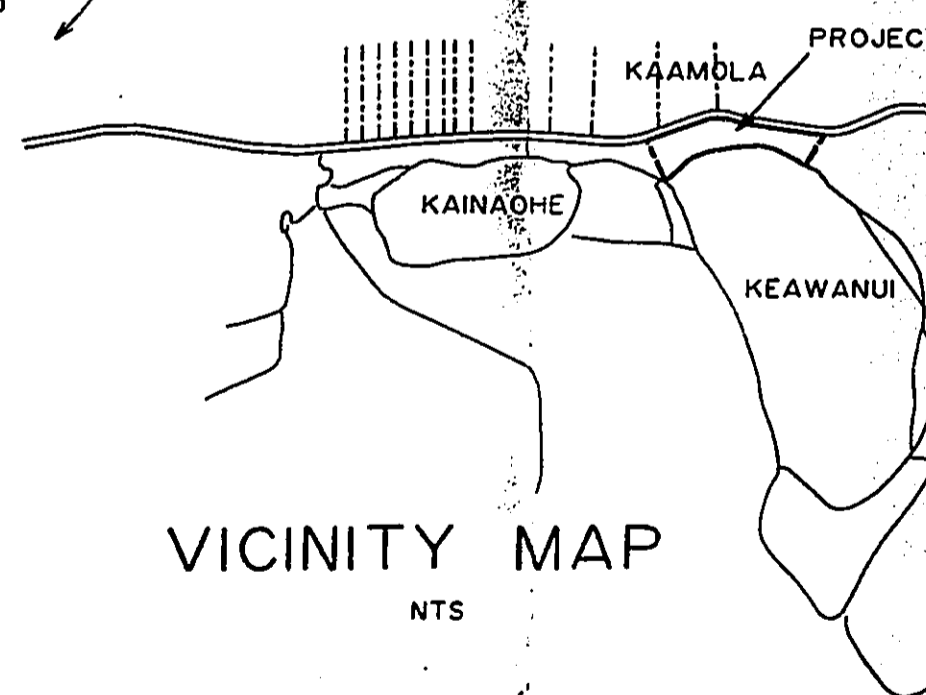 PROJEC
KAAMOLA
KAINAOHE
KEAWANUI
VICINITY MAP
NTS